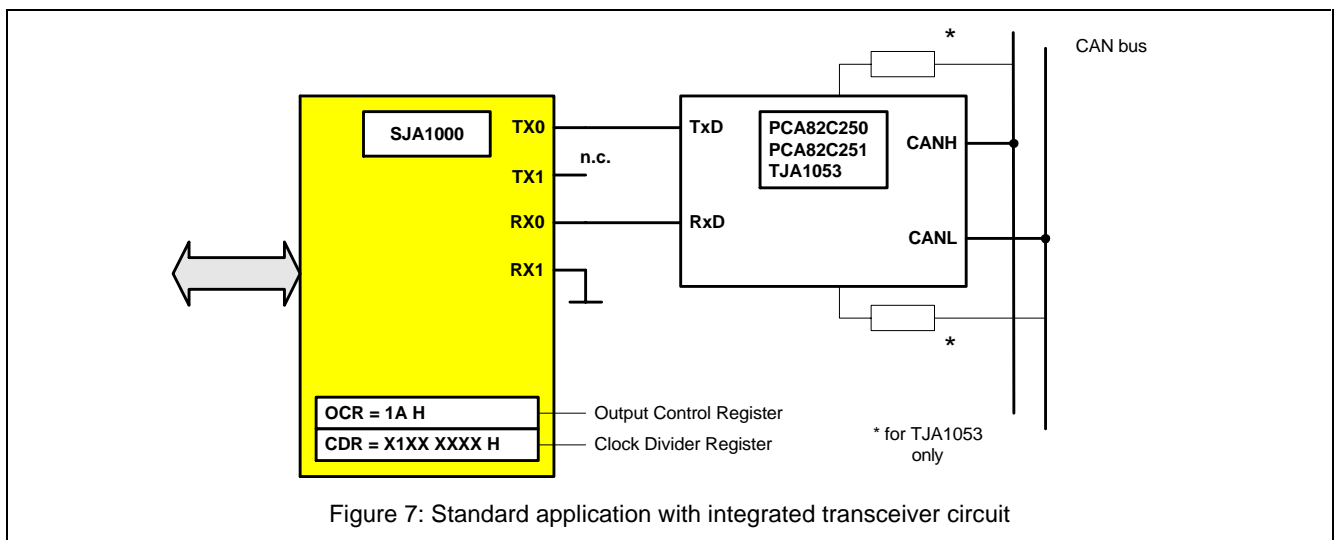 *
CAN bus
SJA1000
TX0
TxD
PCA82C250
PCA82C251
TJA1053
CANH
n.c.
TX1
RX0
RxD
CANL
RX1
*
OCR = 1A H
Output Control Register
CDR = X1XX XXXX H
Clock Divider Register
* for TJA1053
only
Figure 7: Standard application with integrated transceiver circuit